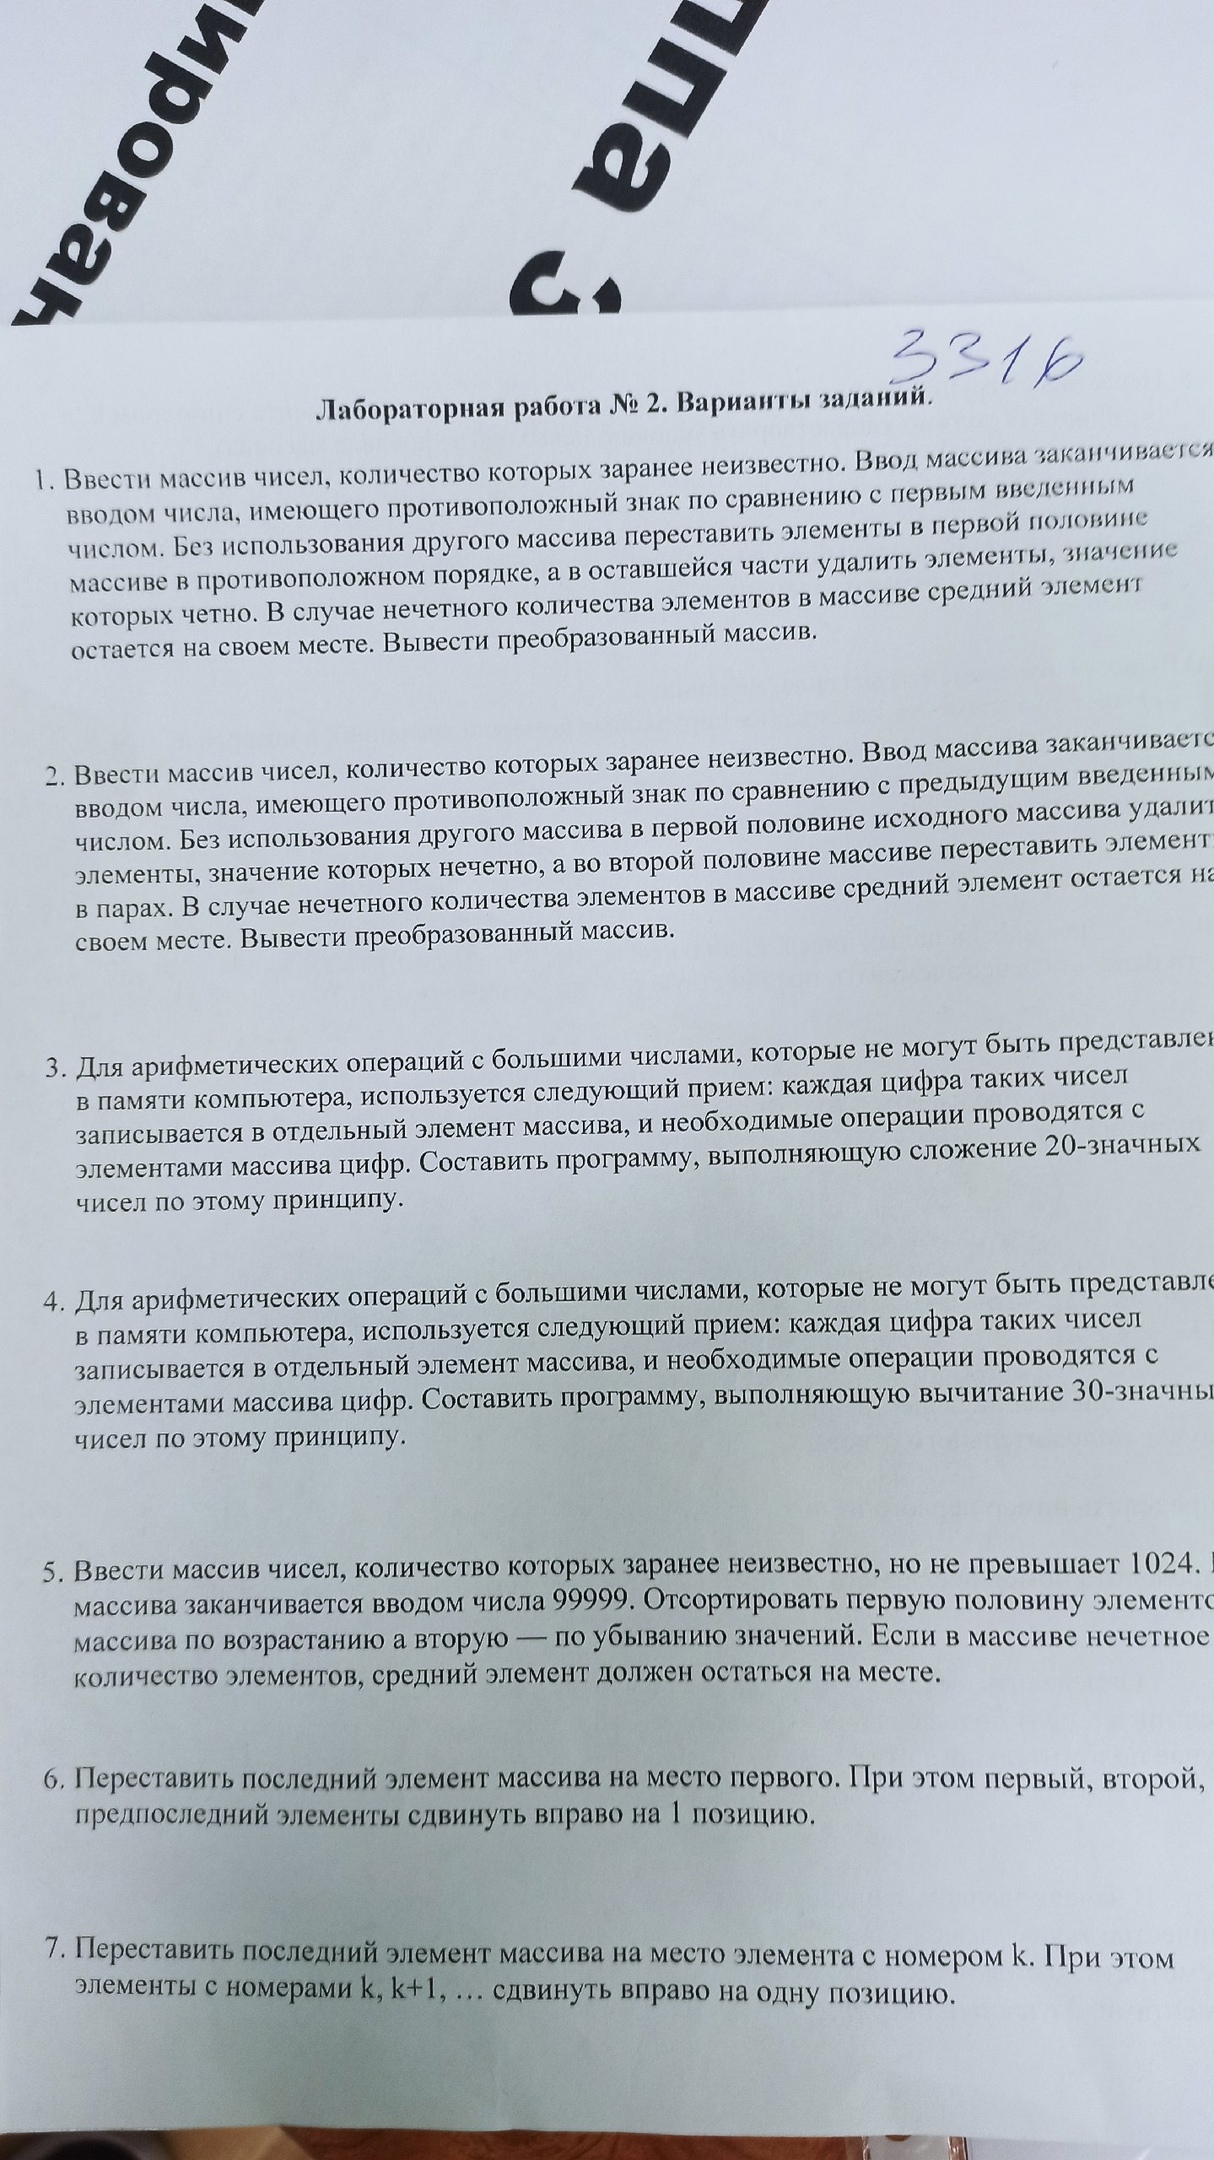 3316
Лабораторная работа № 2. Варианты заданий.
1. Ввести массив чисел, количество которых заранее неизвестно. Ввод массива заканчивается
вводом числа, имеющего противоположный знак по сравнению с первым введенным
числом. Без использования другого массива переставить элементы в первой половине
массиве в противоположном порядке, а в оставшейся части удалить элементы, значение
которых четно. В случае нечетного количества элементов в массиве средний элемент
остается на своем месте. Вывести преобразованный массив.
2. Ввести массив чисел, количество которых заранее неизвестно. Ввод массива заканчиваетс
вводом числа, имеющего противоположный знак по сравнению с предыдущим введенным
числом. Без использования другого массива в первой половине исходного массива удалит
элементы, значение которых нечетно, а во второй половине массиве переставить элемент
в парах. В случае нечетного количества элементов в массиве средний элемент остается на
своем месте. Вывести преобразованный массив.
3. Для арифметических операций с большими числами, которые не могут быть представлен
в памяти компьютера, используется следующий прием: каждая цифра таких чисел
записывается в отдельный элемент массива, и необходимые операции проводятся с
элементами массива цифр. Составить программу, выполняющую сложение 20-значных
чисел по этому принципу.
4. Для арифметических операций с большими числами, которые не могут быть представле
в памяти компьютера, используется следующий прием: каждая цифра таких чисел
записывается в отдельный элемент массива, и необходимые операции проводятся с
элементами массива цифр. Составить программу, выполняющую вычитание 30-значны
чисел по этому принципу.
5. Ввести массив чисел, количество которых заранее неизвестно, но не превышает 1024.
массива заканчивается вводом числа 99999. Отсортировать первую половину элементо
массива по возрастанию а вторую — по убыванию значений. Если в массиве нечетное
количество элементов, средний элемент должен остаться на месте.
6. Переставить последний элемент массива на место первого. При этом первый, второй,
предпоследний элементы сдвинуть вправо на 1 позицию.
7. Переставить последний элемент массива на место элемента с номером k. При этом
элементы с номерами k, k+1, … сдвинуть вправо на одну позицию.